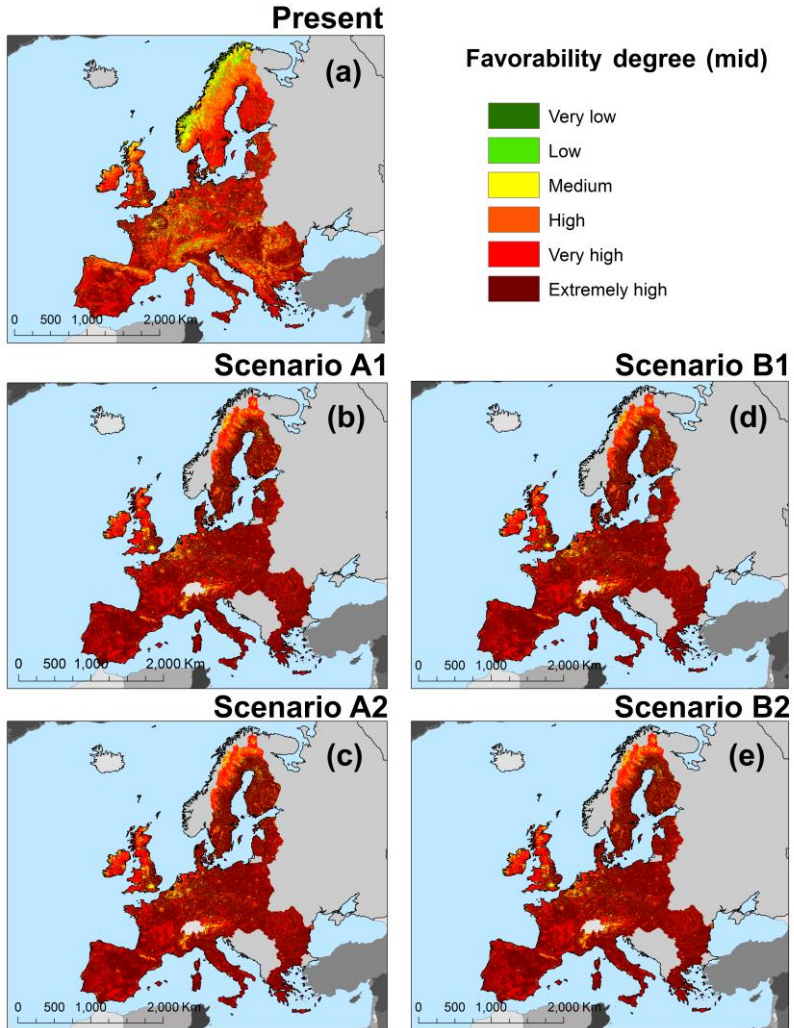 Present
(a)
0 500 1,000 2,000 Km
Favorability degree (mid)
Very low
Low
Medium
High
Very high
Extremely high
Scenario A1
(b)
0 500 1,000 2,000 Km
Scenario B1
(d)
0 500 1,000 2,000 Km
Scenario A2
(c)
0 500 1,000 2,000 Km
Scenario B2
(e)
0 500 1,000 2,000 Km